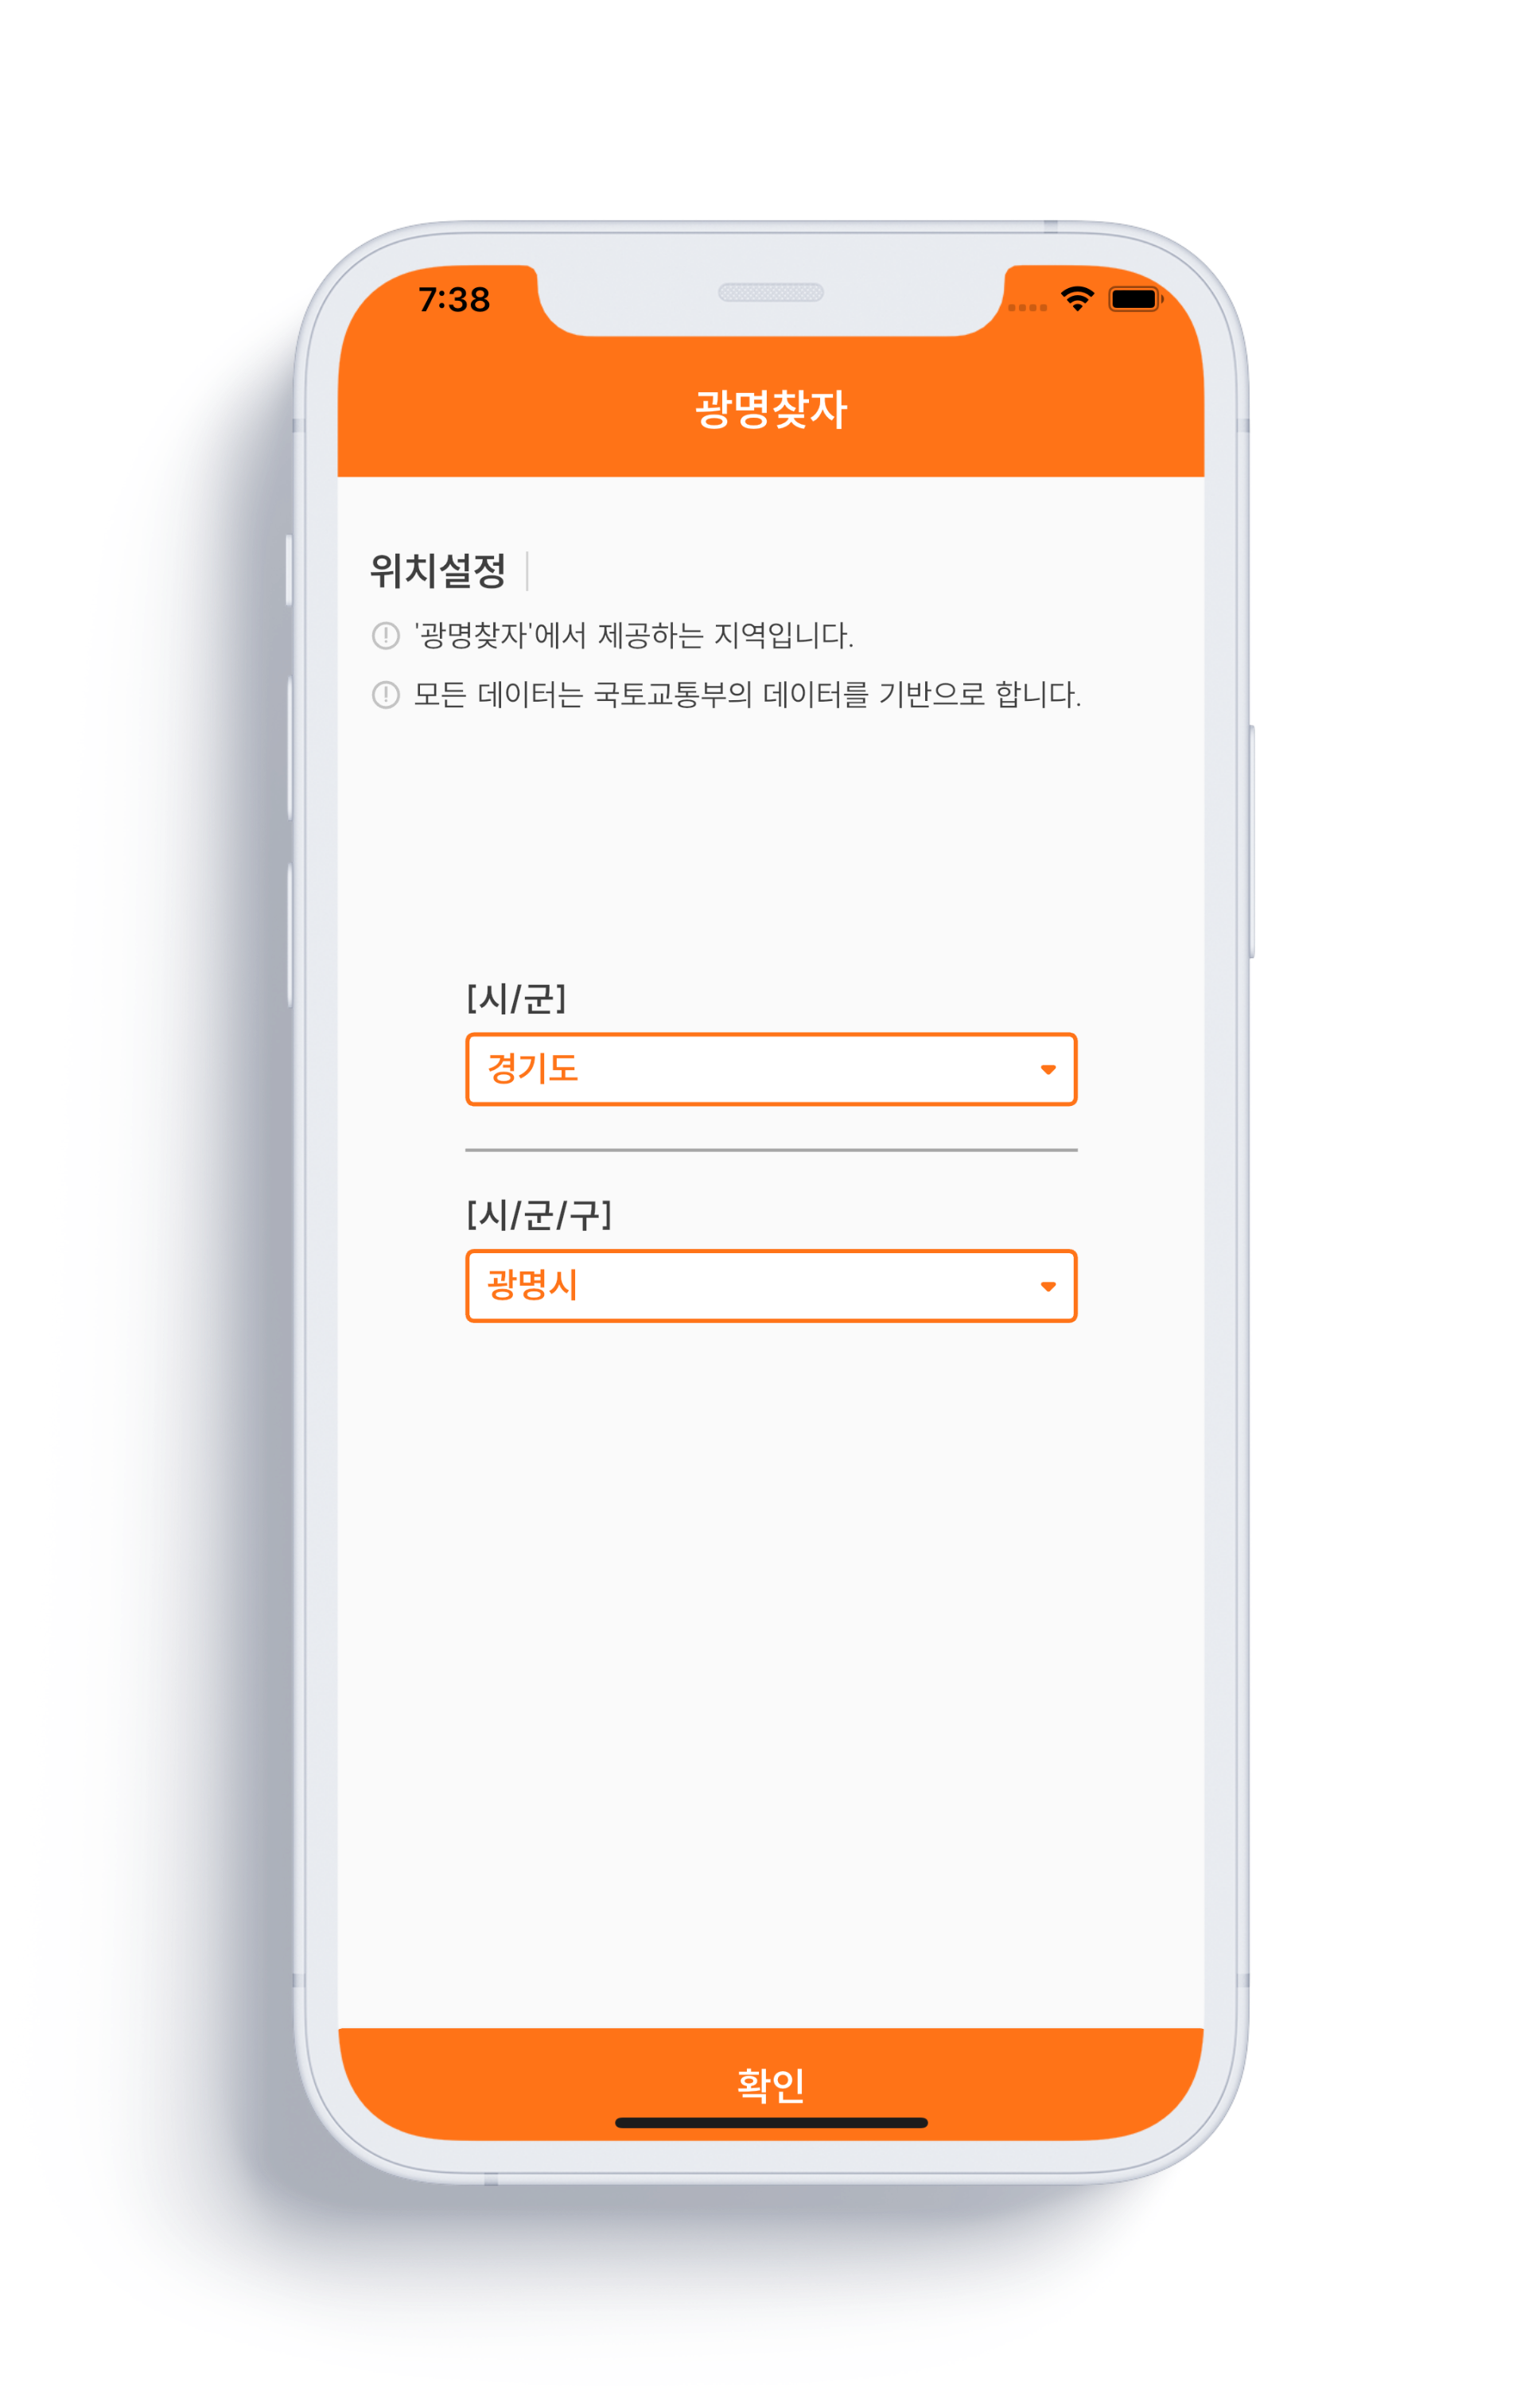 7:38
광명찾자
위치설정
'광명찾자'에서 제공하는 지역입니다.
모든 데이터는 국토교통부의 데이터를 기반으로 합니다.
[시/군]
경기도
[시/군/구]
광명시
확인